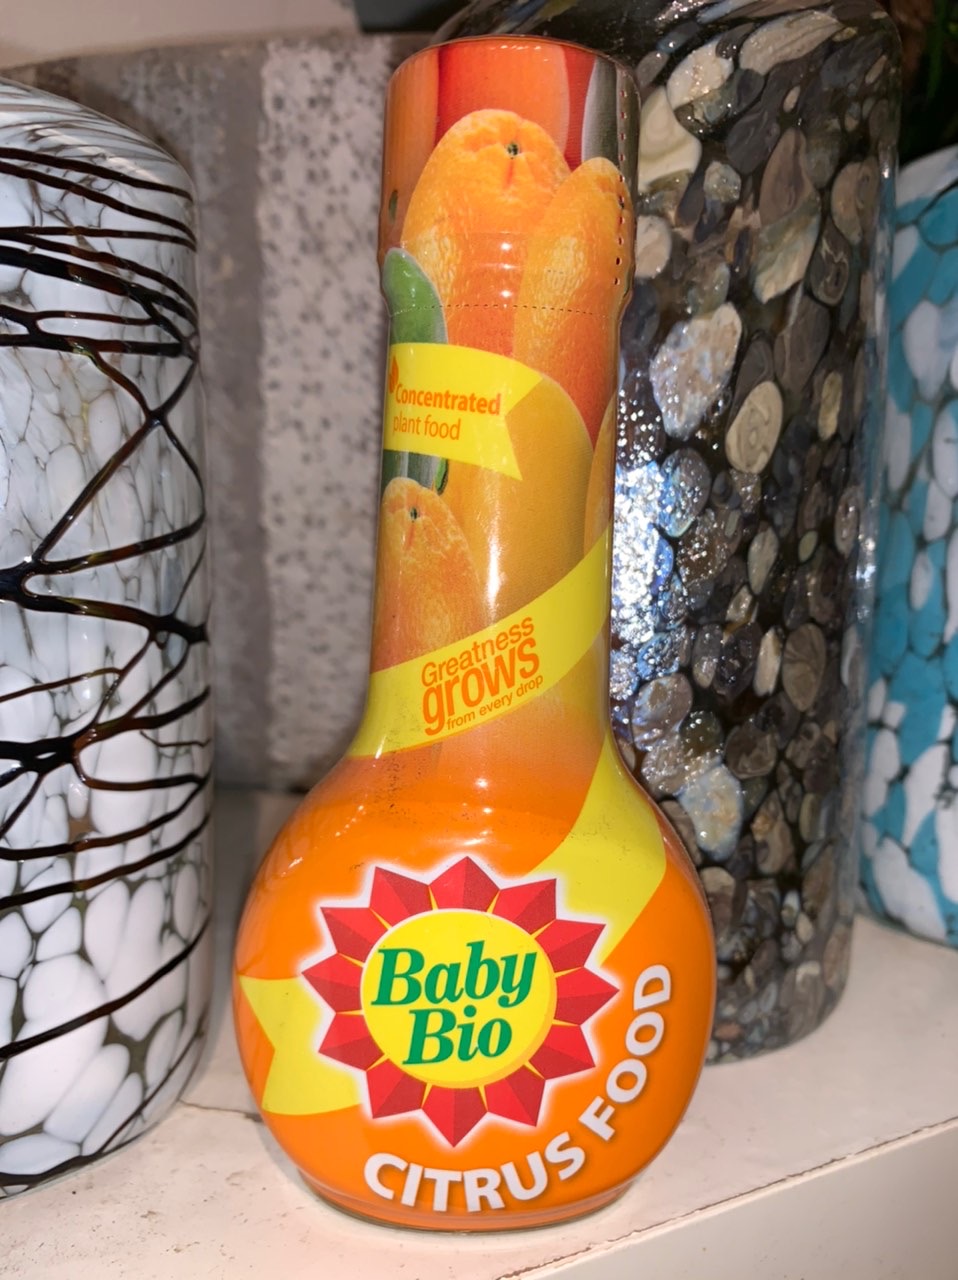 Concentrated
plant food
Greatness
grows
from every drop
Baby
Bio
CITRUS FOOD